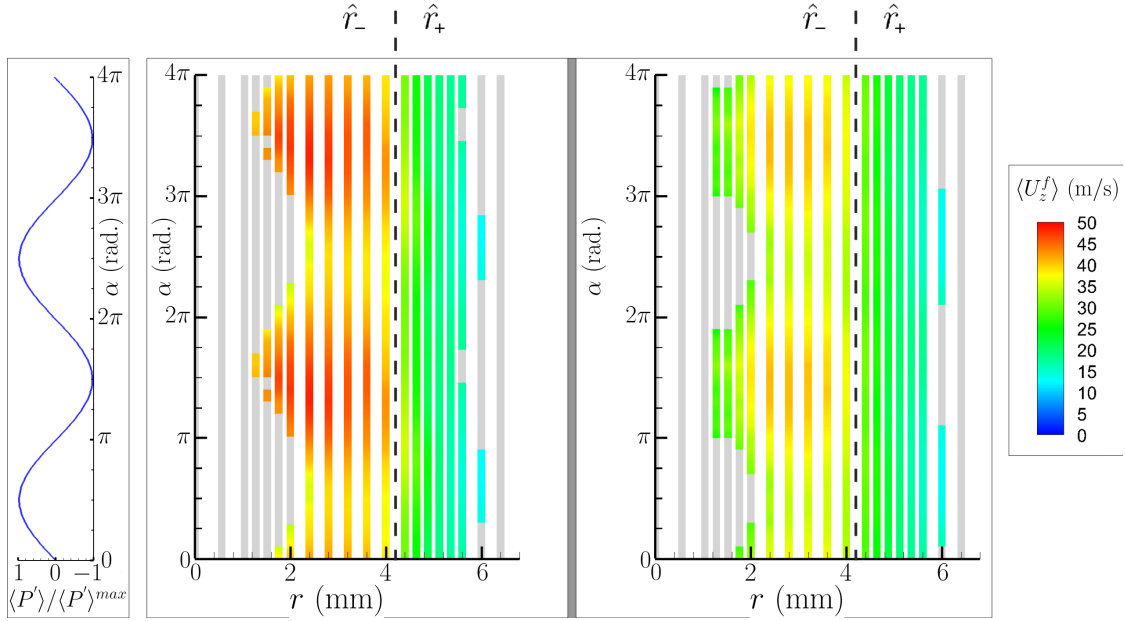 r̂₋ r̂₊ r̂₋ r̂₊
4π
3π
α (rad.)
2π
π
0
1 0 −1
⟨P′⟩/⟨P′⟩ᵐᵃˣ
4π
3π
α (rad.)
2π
π
0
0 2 4 6
r (mm)
4π
3π
α (rad.)
2π
π
0
0 2 4 6
r (mm)
⟨U_z^f⟩ (m/s)
50
45
40
35
30
25
20
15
10
5
0